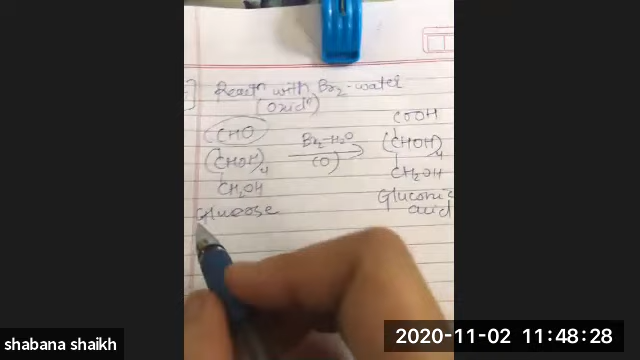 Reactⁿ with Br₂-water
(Oxidⁿ)
CHO
(CHOH)₄
CH₂OH
Glucose
Br₂-H₂O
(O)
COOH
(CHOH)₄
CH₂OH
Gluconic
acid
shabana shaikh
2020-11-02 11:48:28